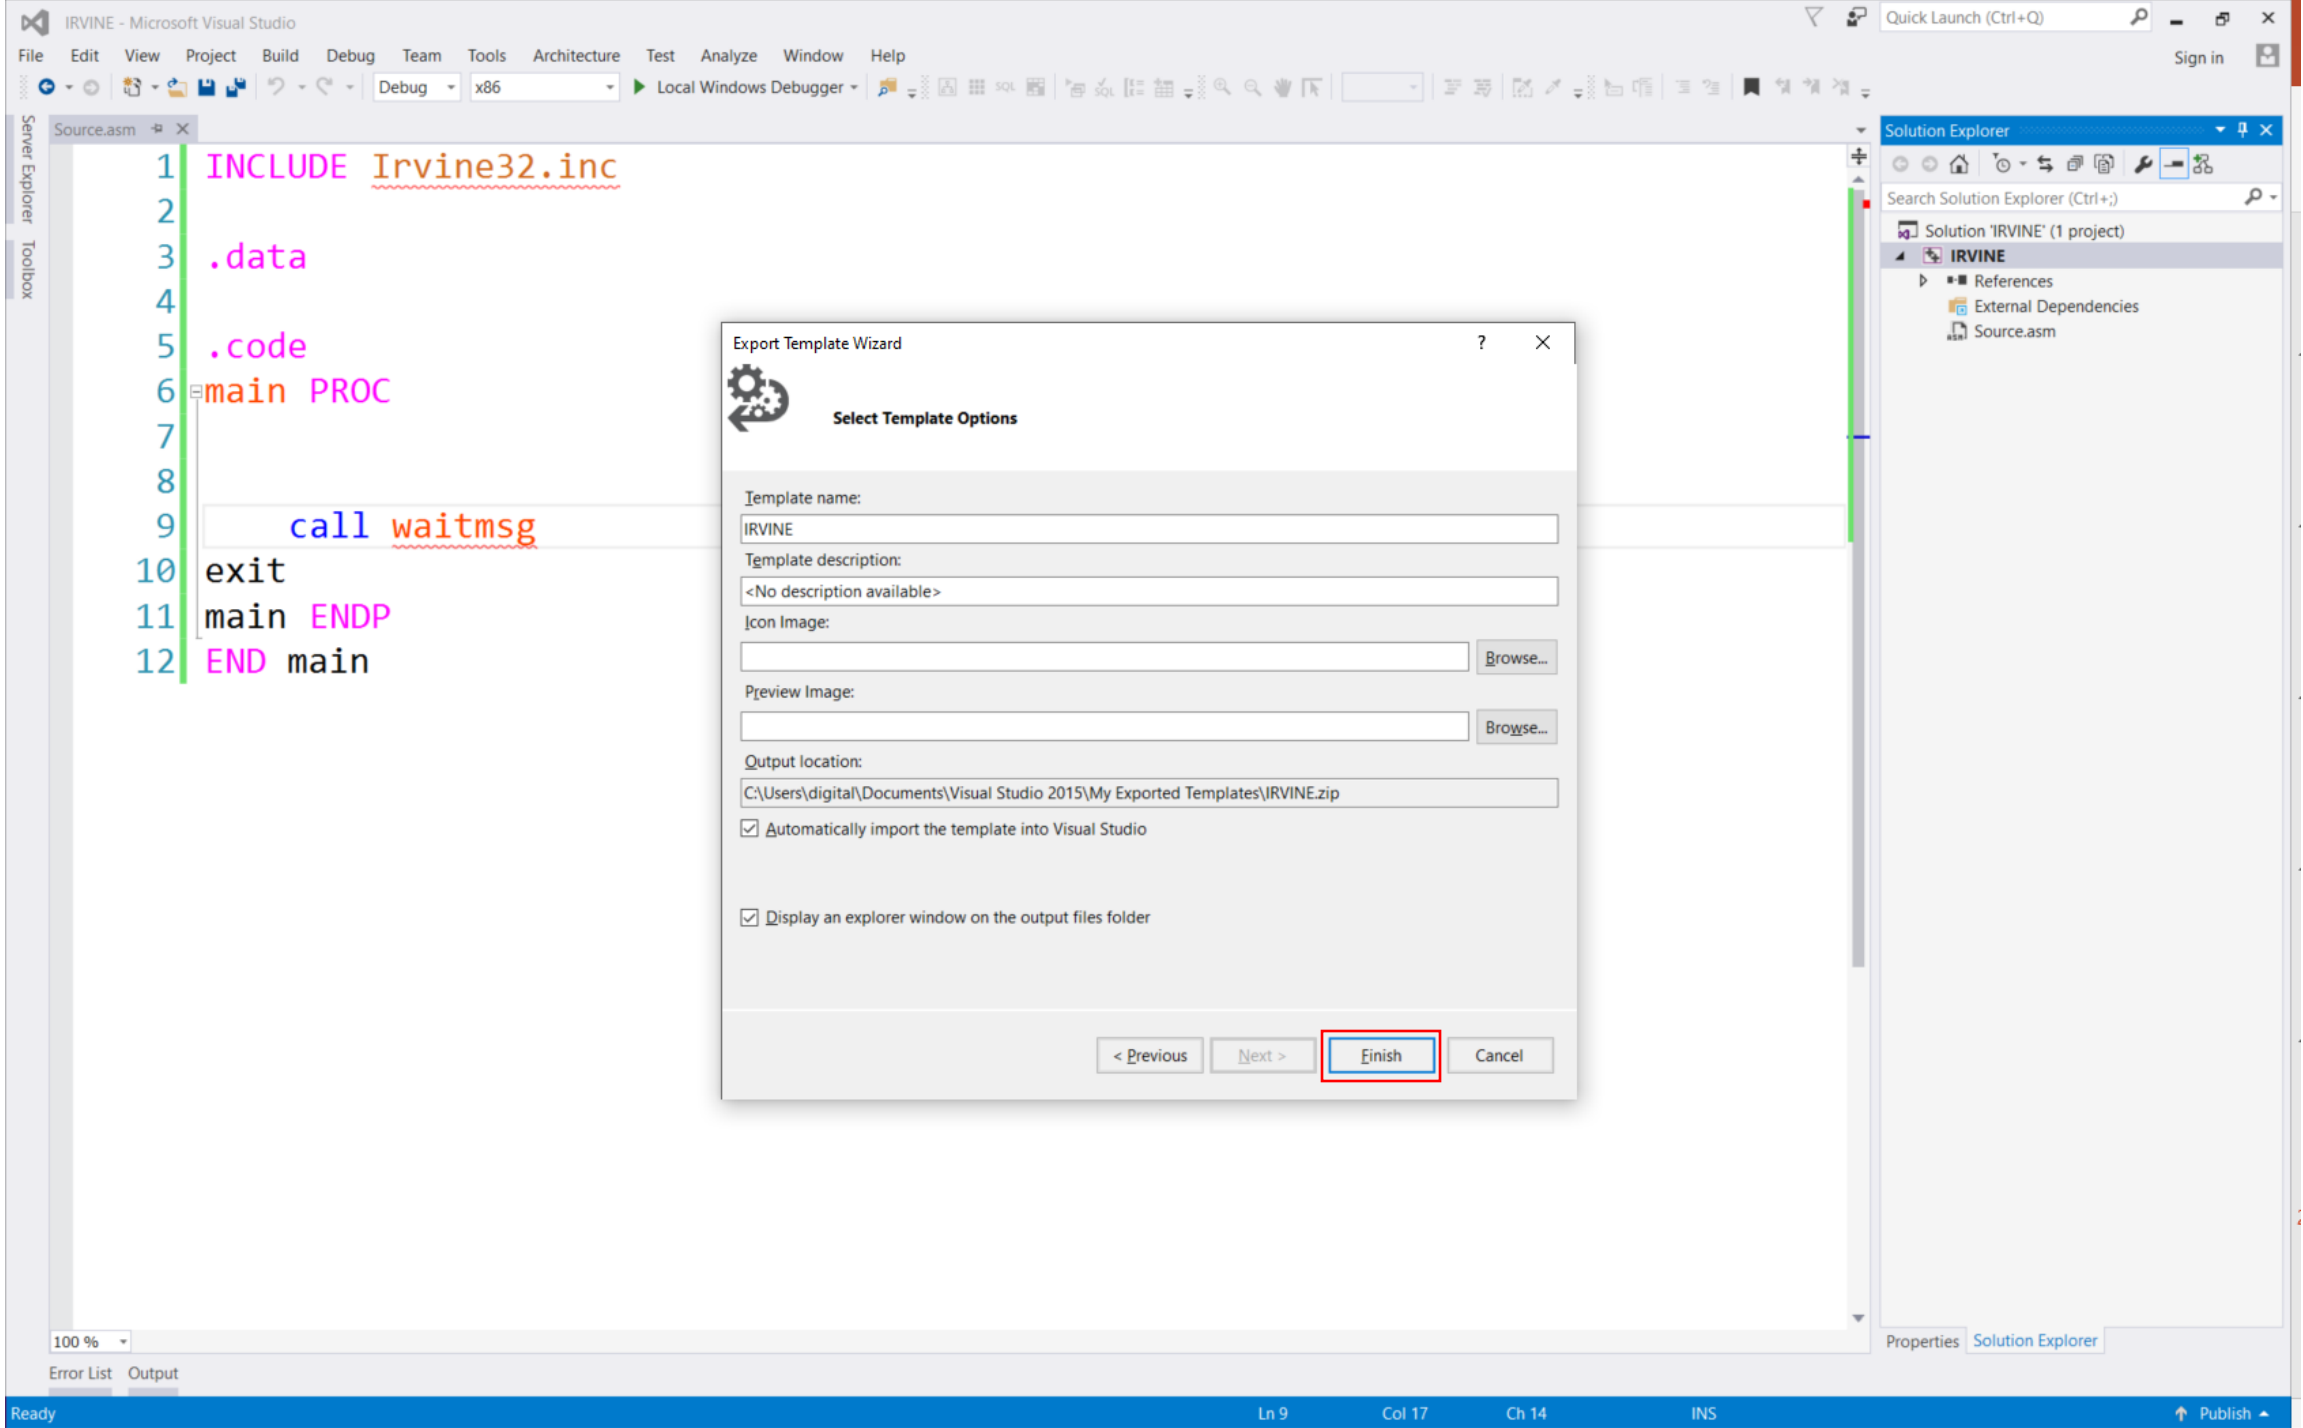 IRVINE - Microsoft Visual Studio
Quick Launch (Ctrl+Q)
File Edit View Project Build Debug Team Tools Architecture Test Analyze Window Help
Sign in
Debug x86 Local Windows Debugger
SQL
SQL
Server Explorer
Toolbox
Source.asm
1 INCLUDE Irvine32.inc
2
3 .data
4
5 .code
6 main PROC
7
8
9 call waitmsg
10 exit
11 main ENDP
12 END main
Export Template Wizard
?
Select Template Options
Template name:
IRVINE
Template description:
<No description available>
Icon Image:
Browse...
Preview Image:
Browse...
Output location:
C:\Users\digital\Documents\Visual Studio 2015\My Exported Templates\IRVINE.zip
Automatically import the template into Visual Studio
Display an explorer window on the output files folder
< Previous Next > Finish Cancel
Solution Explorer
Search Solution Explorer (Ctrl+;)
Solution 'IRVINE' (1 project)
IRVINE
References
External Dependencies
Source.asm
Properties Solution Explorer
100 %
Error List Output
Ready Ln 9 Col 17 Ch 14 INS Publish